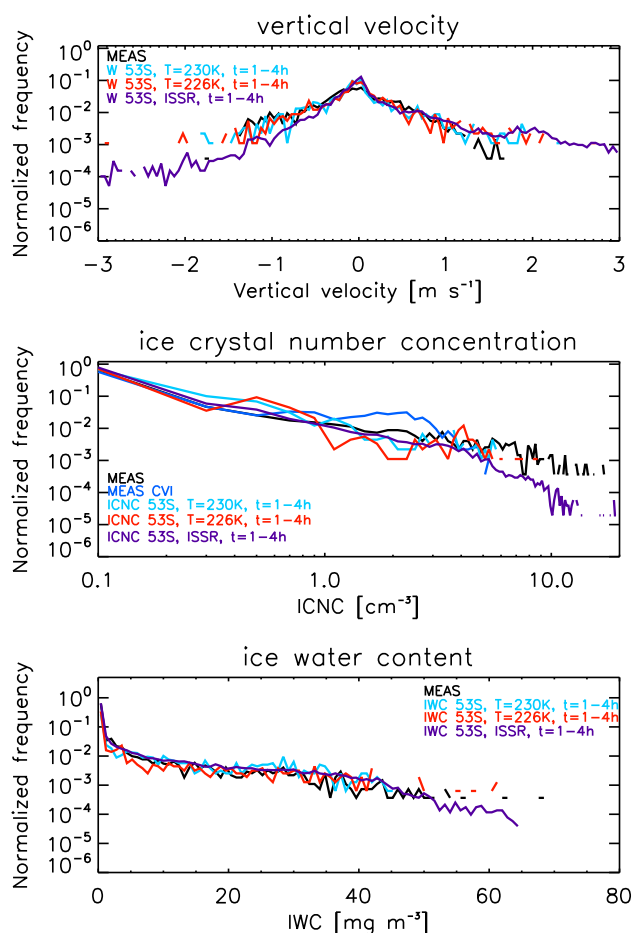 vertical velocity
Normalized frequency
10⁰
10⁻¹
10⁻²
10⁻³
10⁻⁴
10⁻⁵
10⁻⁶
MEAS
W 53S, T=230K, t=1−4h
W 53S, T=226K, t=1−4h
W 53S, ISSR, t=1−4h
−3 −2 −1 0 1 2 3
Vertical velocity [m s⁻¹]
ice crystal number concentration
Normalized frequency
10⁰
10⁻¹
10⁻²
10⁻³
10⁻⁴
10⁻⁵
10⁻⁶
MEAS
MEAS CVI
ICNC 53S, T=230K, t=1−4h
ICNC 53S, T=226K, t=1−4h
ICNC 53S, ISSR, t=1−4h
0.1 1.0 10.0
ICNC [cm⁻³]
ice water content
Normalized frequency
10⁰
10⁻¹
10⁻²
10⁻³
10⁻⁴
10⁻⁵
10⁻⁶
MEAS
IWC 53S, T=230K, t=1−4h
IWC 53S, T=226K, t=1−4h
IWC 53S, ISSR, t=1−4h
0 20 40 60 80
IWC [mg m⁻³]